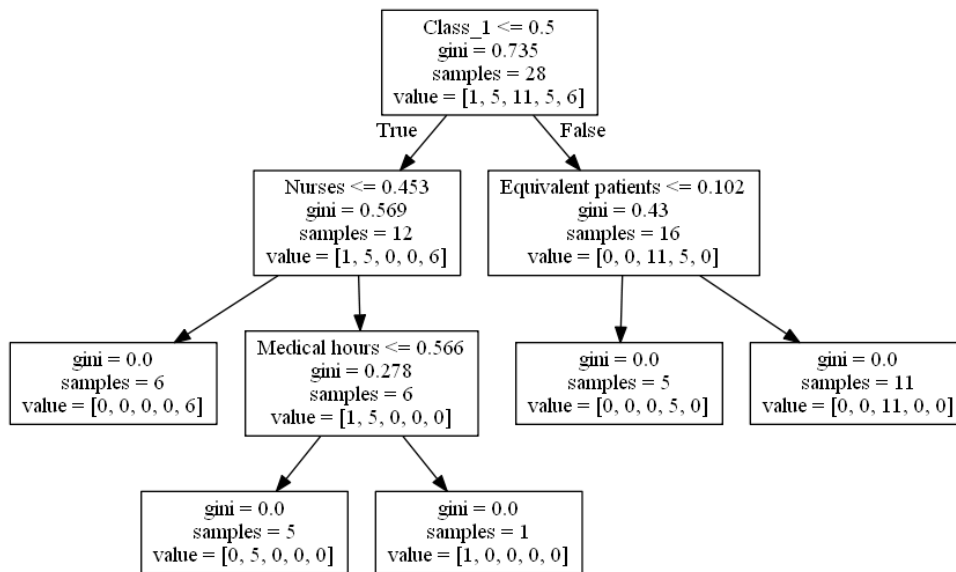 Class_1 <= 0.5
gini = 0.735
samples = 28
value = [1, 5, 11, 5, 6]
True
False
Nurses <= 0.453
gini = 0.569
samples = 12
value = [1, 5, 0, 0, 6]
Equivalent patients <= 0.102
gini = 0.43
samples = 16
value = [0, 0, 11, 5, 0]
gini = 0.0
samples = 6
value = [0, 0, 0, 0, 6]
Medical hours <= 0.566
gini = 0.278
samples = 6
value = [1, 5, 0, 0, 0]
gini = 0.0
samples = 5
value = [0, 0, 0, 5, 0]
gini = 0.0
samples = 11
value = [0, 0, 11, 0, 0]
gini = 0.0
samples = 5
value = [0, 5, 0, 0, 0]
gini = 0.0
samples = 1
value = [1, 0, 0, 0, 0]